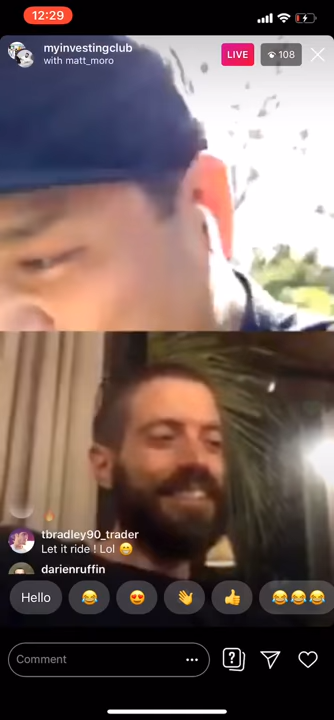 12:29
myinvestingclub
with matt_moro
LIVE
108
tbradley90_trader
Let it ride ! Lol 😁
darienruffin
Hello
😂
😍
👋
👍
😂😂😂
Comment